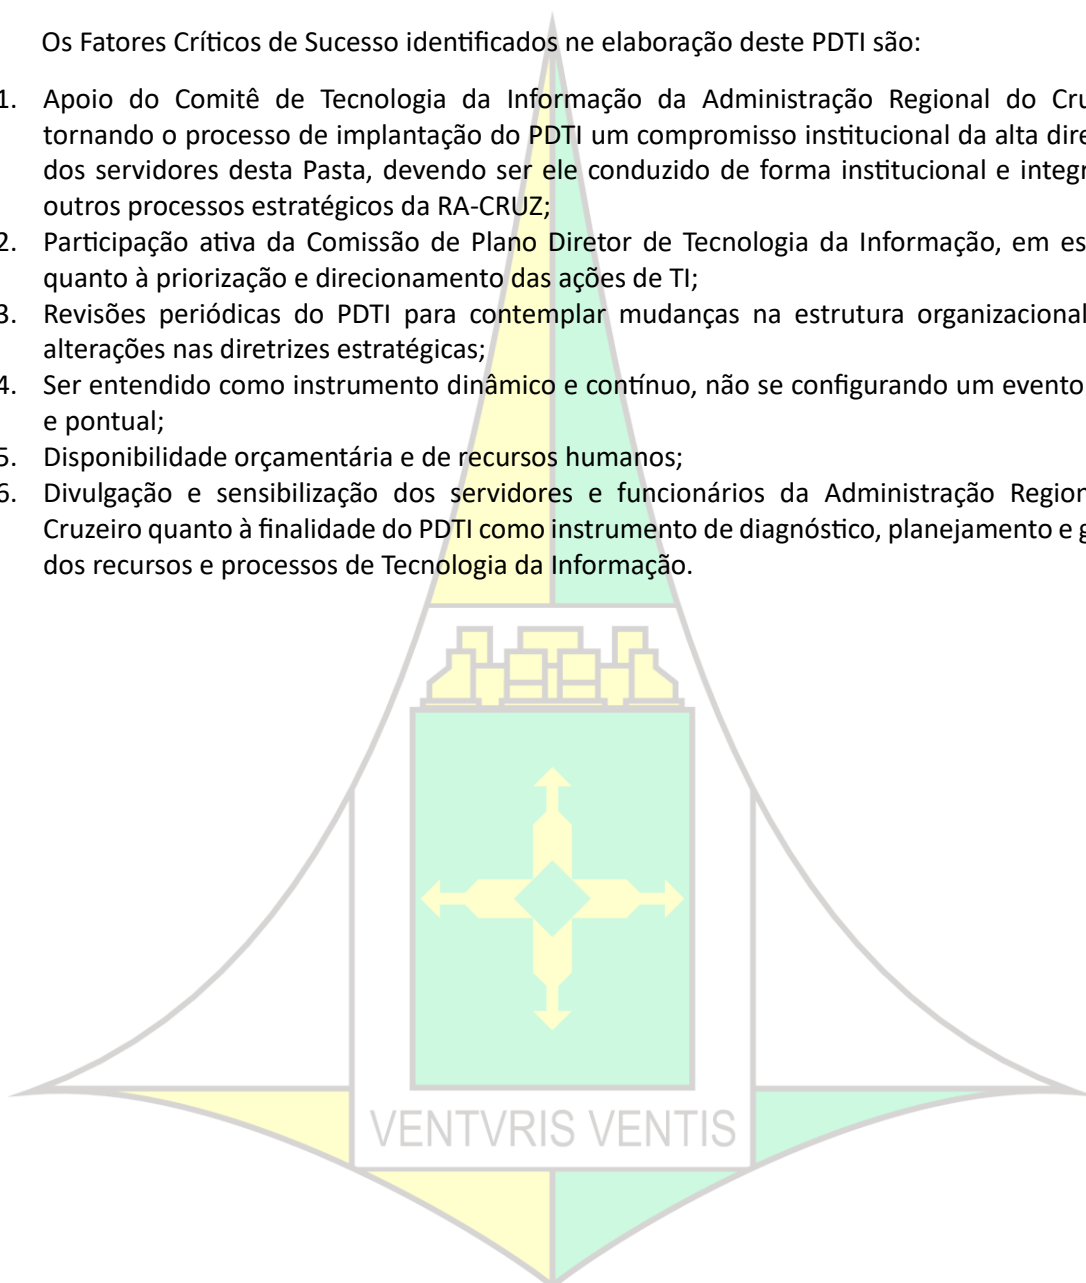 Os Fatores Críticos de Sucesso identificados ne elaboração deste PDTI são:
1. Apoio do Comitê de Tecnologia da Informação da Administração Regional do
tornando o processo de implantação do PDTI um compromisso institucional da alta
dos servidores desta Pasta, devendo ser ele conduzido de forma institucional e
outros processos estratégicos da RA-CRUZ;
2. Participação ativa da Comissão de Plano Diretor de Tecnologia da Informação, em
quanto à priorização e direcionamento das ações de TI;
3. Revisões periódicas do PDTI para contemplar mudanças na estrutura organizacional
alterações nas diretrizes estratégicas;
4. Ser entendido como instrumento dinâmico e contínuo, não se configurando um evento
e pontual;
5. Disponibilidade orçamentária e de recursos humanos;
6. Divulgação e sensibilização dos servidores e funcionários da Administração
Cruzeiro quanto à finalidade do PDTI como instrumento de diagnóstico, planejamento e
dos recursos e processos de Tecnologia da Informação.
VENTVRIS VENTIS